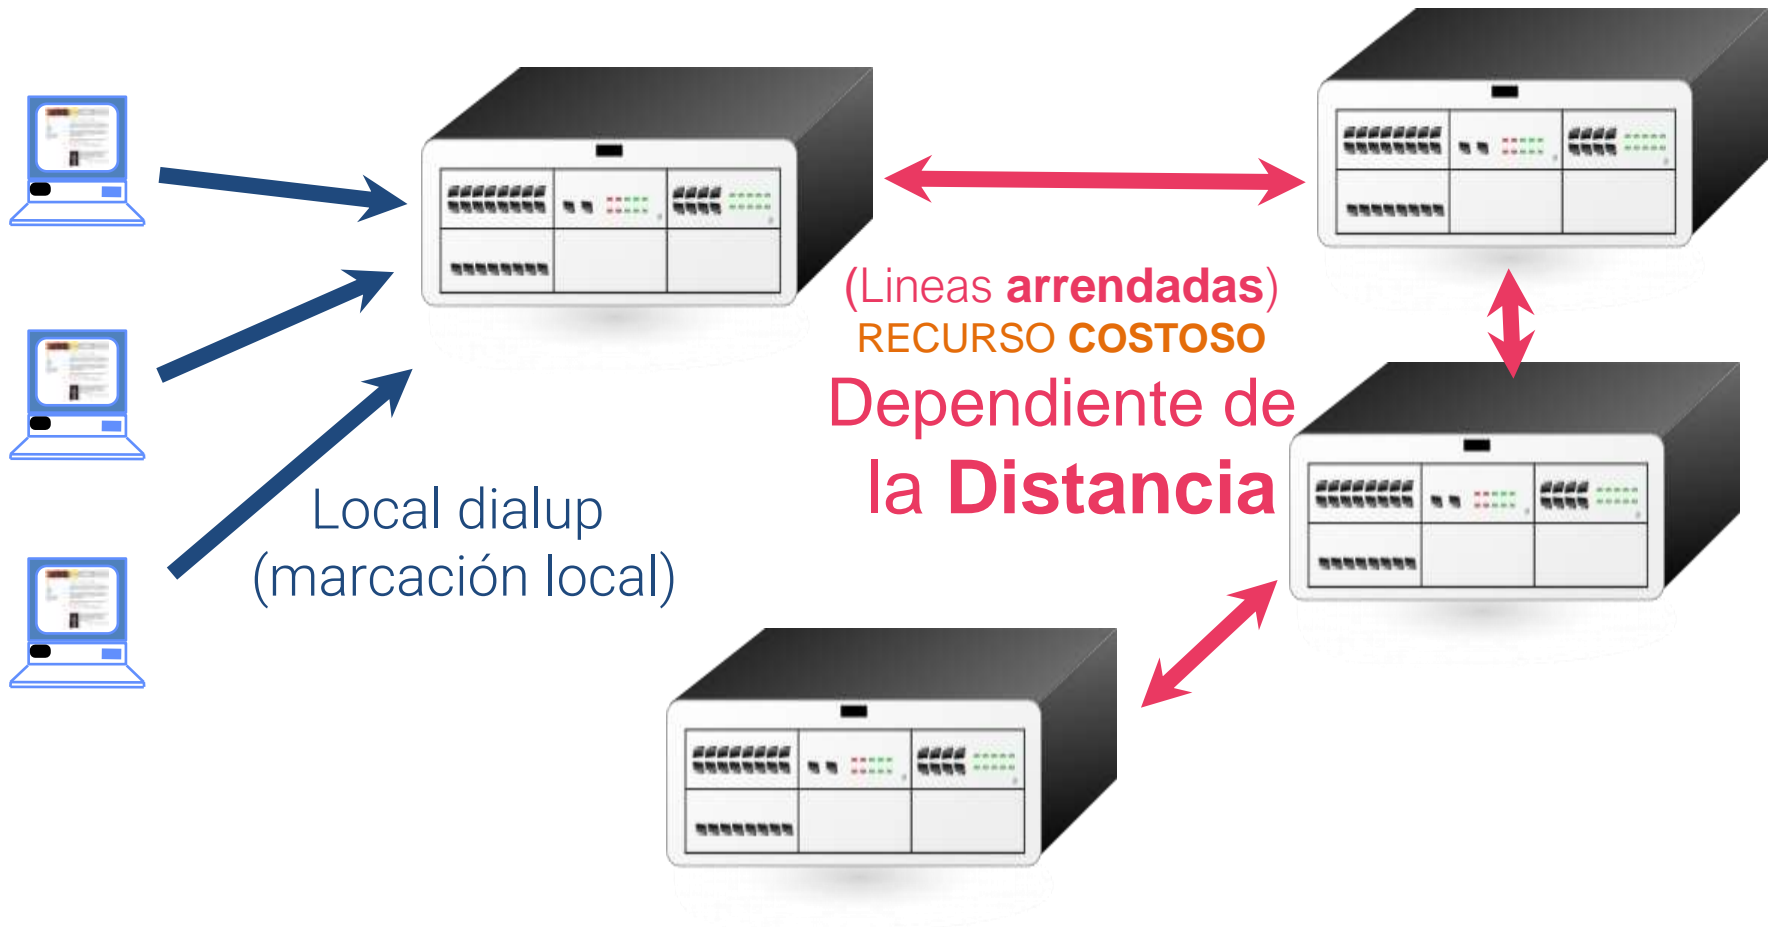 (Lineas arrendadas)
RECURSO COSTOSO
Dependiente de
la Distancia
Local dialup
(marcación local)